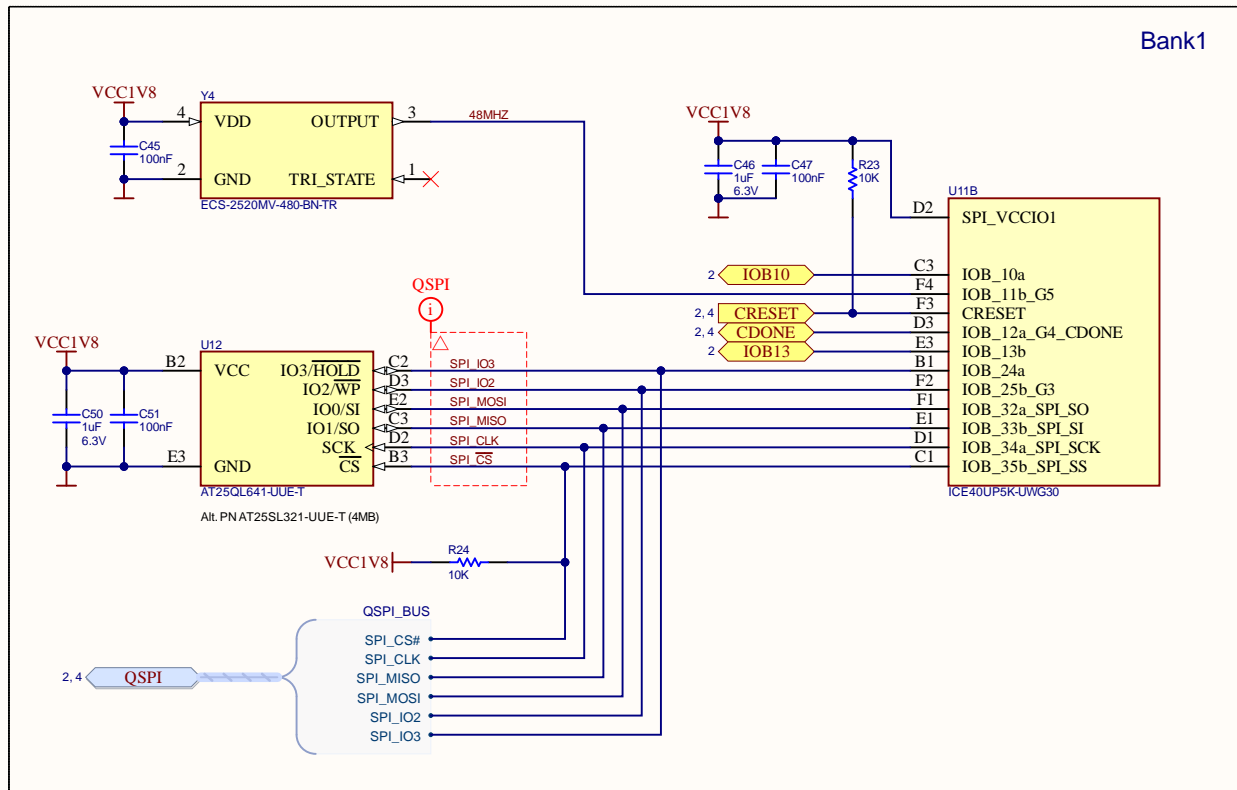 Bank1
VCC1V8
Y4
4 VDD OUTPUT 3 48MHZ
C45
100nF
2 GND TRI_STATE 1
ECS-2520MV-480-BN-TR
VCC1V8
C46
1uF
6.3V
C47
100nF
R23
10K
U11B
D2 SPI_VCCIO1
2 IOB10 C3 IOB_10a
F4 IOB_11b_G5
2, 4 CRESET F3 CRESET
2, 4 CDONE D3 IOB_12a_G4_CDONE
2 IOB13 E3 IOB_13b
B1 IOB_24a
F2 IOB_25b_G3
F1 IOB_32a_SPI_SO
E1 IOB_33b_SPI_SI
D1 IOB_34a_SPI_SCK
C1 IOB_35b_SPI_SS
ICE40UP5K-UWG30
QSPI
i
VCC1V8
U12
B2 VCC IO3/HOLD C2 SPI_IO3
IO2/WP D3 SPI_IO2
IO0/SI E2 SPI_MOSI
IO1/SO C3 SPI_MISO
SCK D2 SPI_CLK
E3 GND CS B3 SPI_CS
C50
1uF
6.3V
C51
100nF
AT25QL641-UUE-T
Alt. PN AT25SL321-UUE-T (4MB)
VCC1V8
R24
10K
QSPI_BUS
SPI_CS#
SPI_CLK
2, 4 QSPI SPI_MISO
SPI_MOSI
SPI_IO2
SPI_IO3